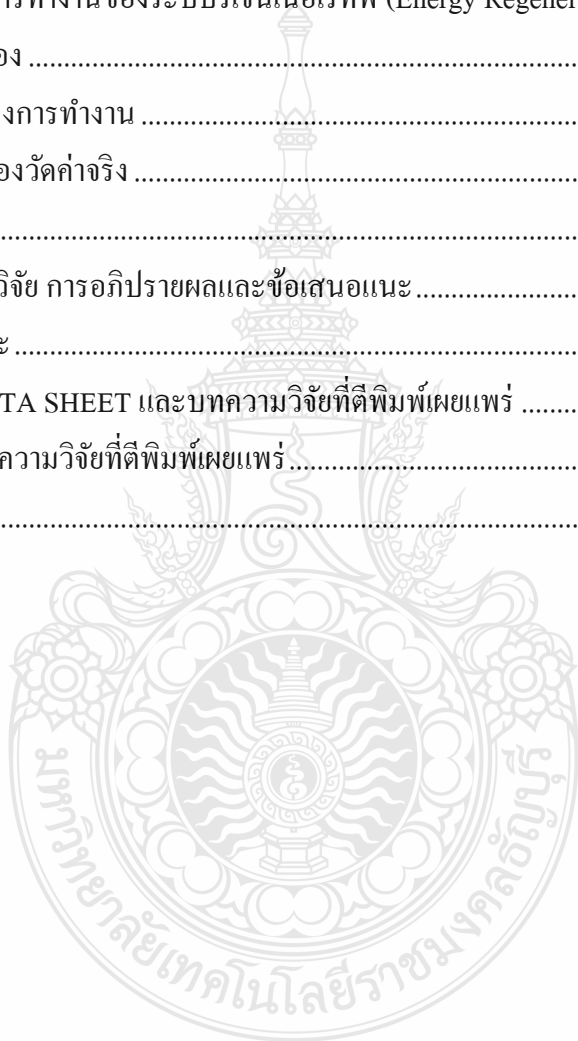 การทำงานของระบบรีเจนเนอเรทีฟ (Energy Regener
อง ........................................................................
งการทำงาน ........................................................................
องวัดค่าจริง ........................................................................
........................................................................
วิจัย การอภิปรายผลและข้อเสนอแนะ ........................................................................
ะ ........................................................................
TA SHEET และบทความวิจัยที่ตีพิมพ์เผยแพร่ ........................................................................
ความวิจัยที่ตีพิมพ์เผยแพร่ ........................................................................
........................................................................
มหาวิทยาลัยเทคโนโลยีราชมงคลธัญบุรี